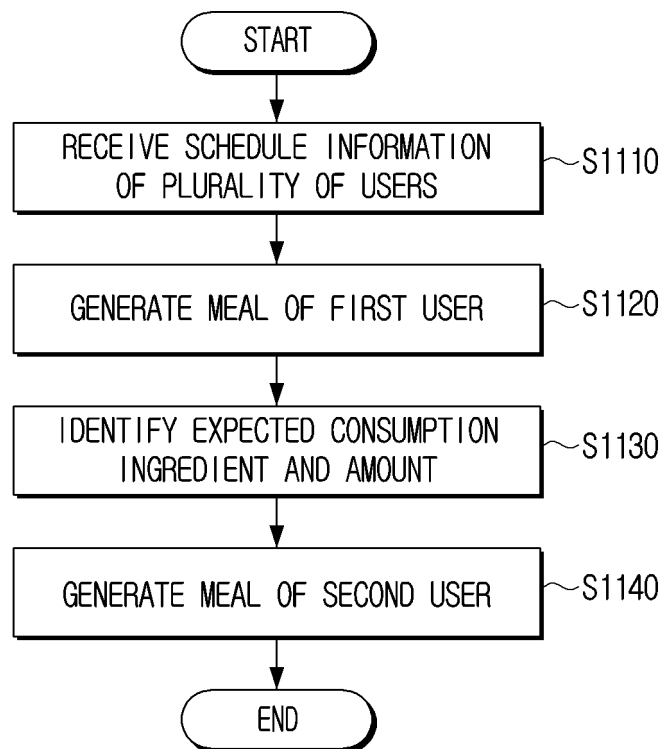 START
RECEIVE SCHEDULE INFORMATION
OF PLURALITY OF USERS
S1110
GENERATE MEAL OF FIRST USER
S1120
IDENTIFY EXPECTED CONSUMPTION
INGREDIENT AND AMOUNT
S1130
GENERATE MEAL OF SECOND USER
S1140
END